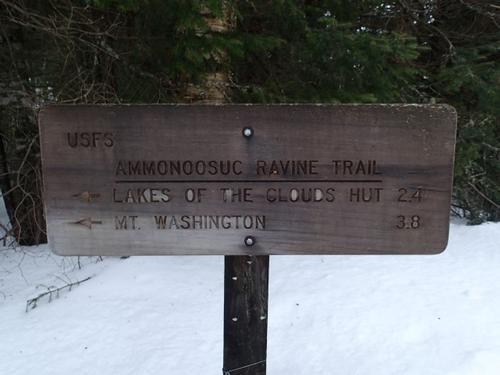 USFS
AMMONOOSUC RAVINE TRAIL
LAKES OF THE CLOUDS HUT 2.4
MT. WASHINGTON 3.8